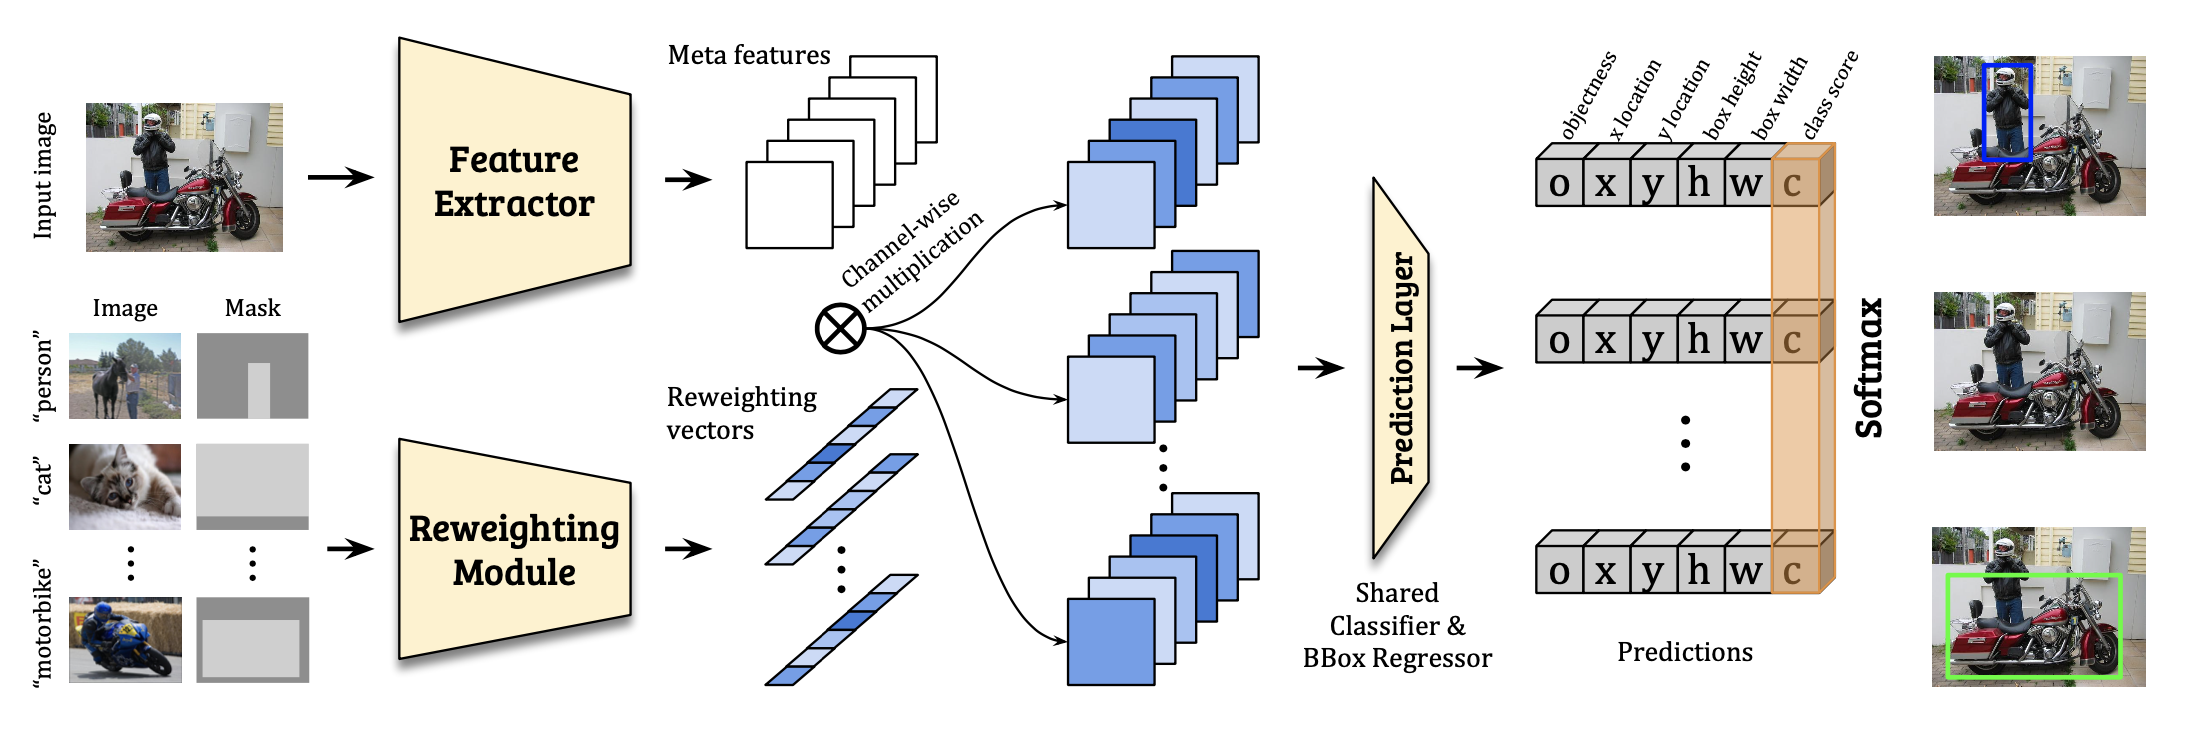 Input image
Feature
Extractor
Meta features
Channel-wise
multiplication
Image
Mask
“person”
“cat”
“motorbike”
Reweighting
Module
Reweighting
vectors
Prediction Layer
Shared
Classifier &
BBox Regressor
objectness
x location
y location
box height
box width
class score
o x y h w c
o x y h w c
o x y h w c
Predictions
Softmax